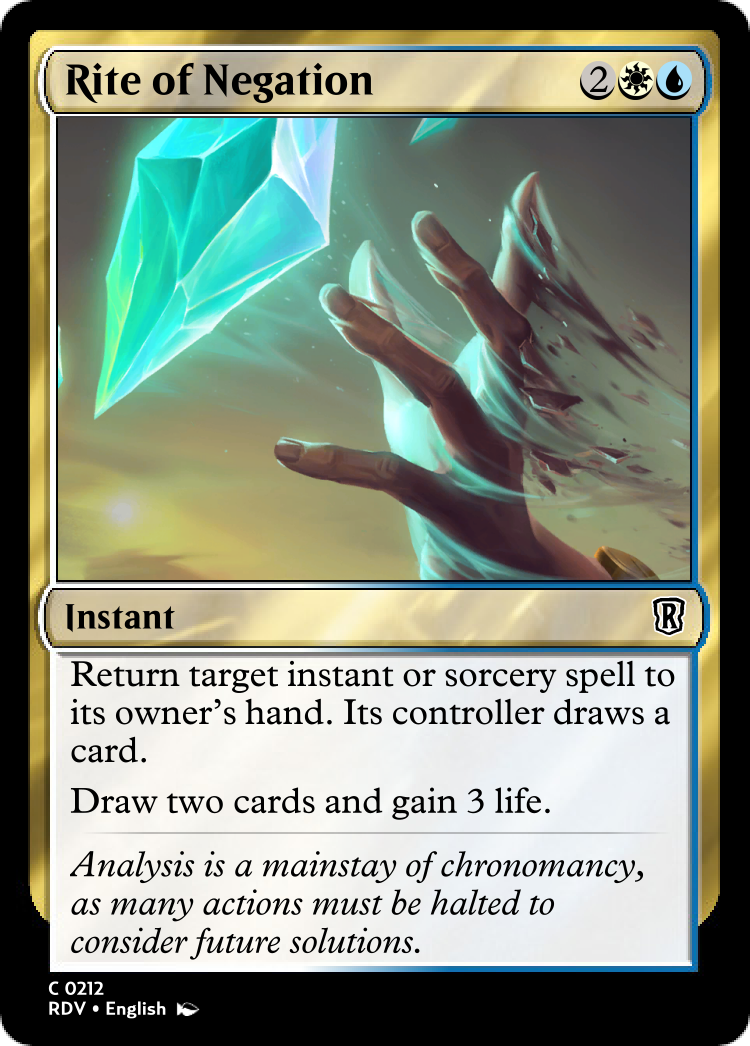 Rite of Negation
2
Instant
R
Return target instant or sorcery spell to
its owner's hand. Its controller draws a
card.
Draw two cards and gain 3 life.
Analysis is a mainstay of chronomancy,
as many actions must be halted to
consider future solutions.
C 0212
RDV • English